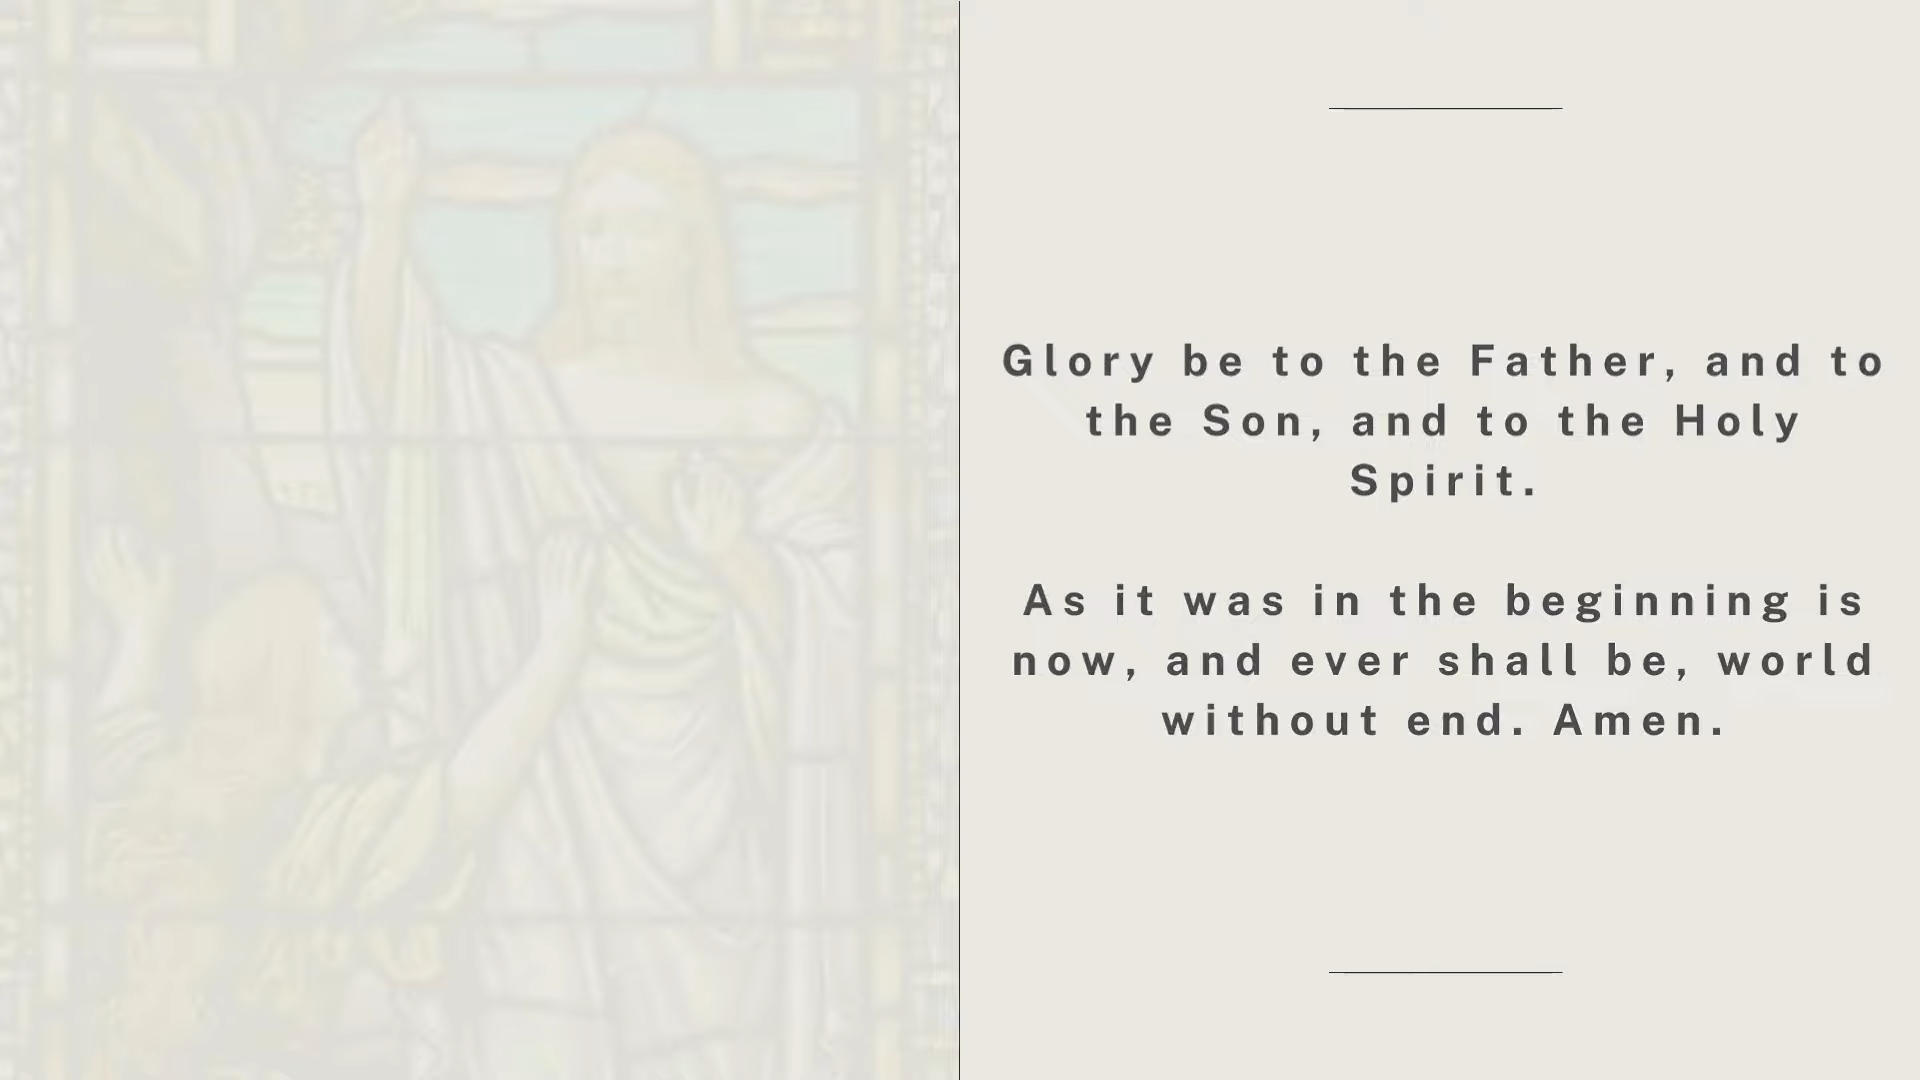 Glory be to the Father, and to
the Son, and to the Holy
Spirit.
As it was in the beginning is
now, and ever shall be, world
without end. Amen.